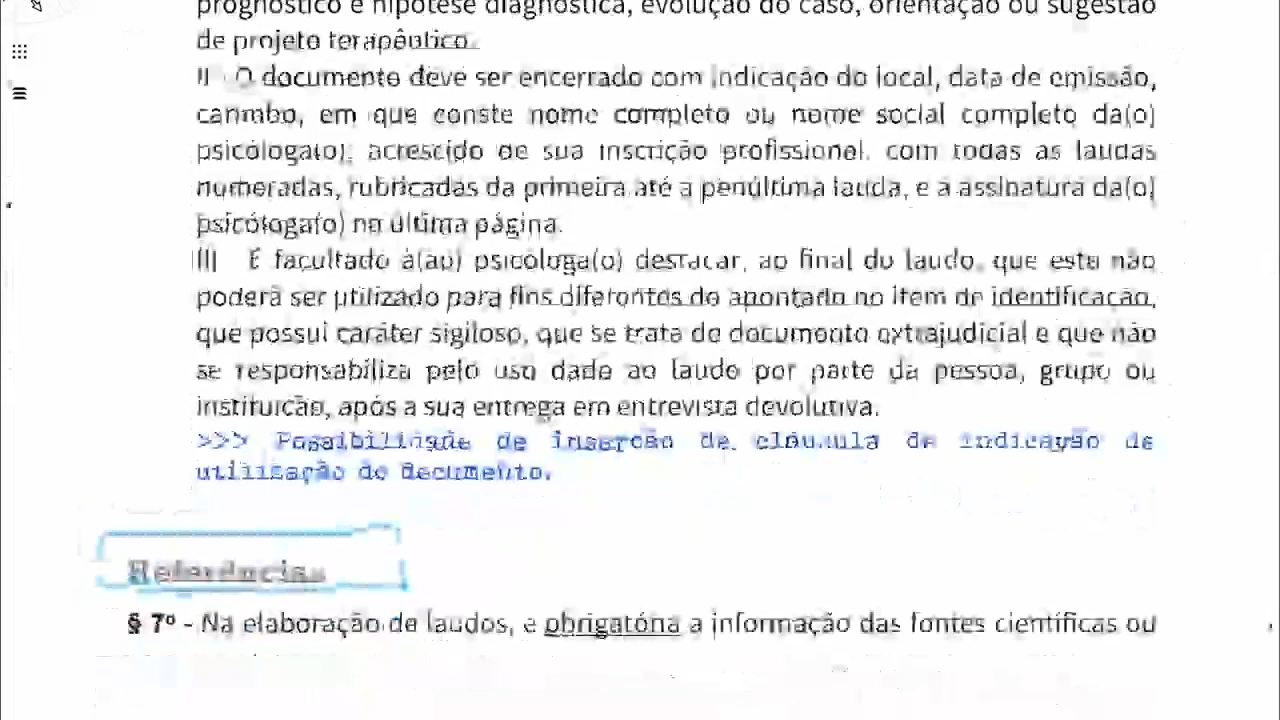 prognóstico e hipótese diagnóstica, evolução do caso, orientação ou sugestão
de projeto terapêutico.
II - O documento deve ser encerrado com indicação do local, data de emissão,
carimbo, em que conste nome completo ou nome social completo da(o)
psicóloga(o), acrescido de sua inscrição profissional, com todas as laudas
numeradas, rubricadas da primeira até a penúltima lauda, e a assinatura da(o)
psicóloga(o) na última página.
III É facultado à(ao) psicóloga(o) destacar, ao final do laudo, que este não
poderá ser utilizado para fins diferentes do apontado no item de identificação,
que possui caráter sigiloso, que se trata de documento extrajudicial e que não
se responsabiliza pelo uso dado ao laudo por parte da pessoa, grupo ou
instituição, após a sua entrega em entrevista devolutiva.
>>> Possibilidade de inserção de cláusula de indicação de
utilização do documento.
Referências
§ 7º - Na elaboração de laudos, é obrigatória a informação das fontes científicas ou